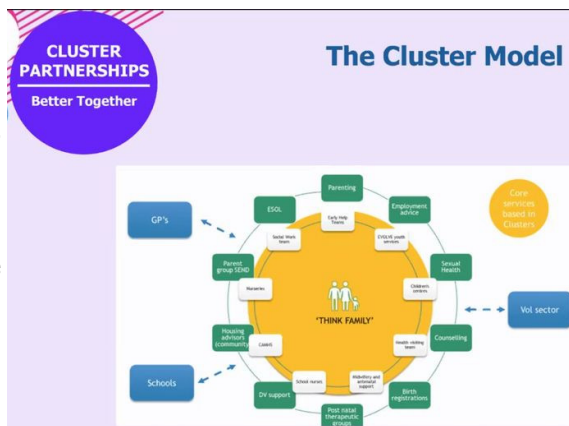 CLUSTER
PARTNERSHIPS
Better Together
The Cluster Model
Core
services
based in
Clusters
Parenting
ESOL
Employment
advice
GP's
Early Help
Teams
Social Work
team
EVOLVE youth
services
Parent
group SEND
Sexual
Health
Nurseries
Children's
centres
'THINK FAMILY'
Vol sector
Housing
advisors
(community)
CAMHS
Health visiting
team
Counselling
Schools
School nurses
Midwifery and
antenatal
support
DV support
Birth
registrations
Post natal
therapeutic
groups